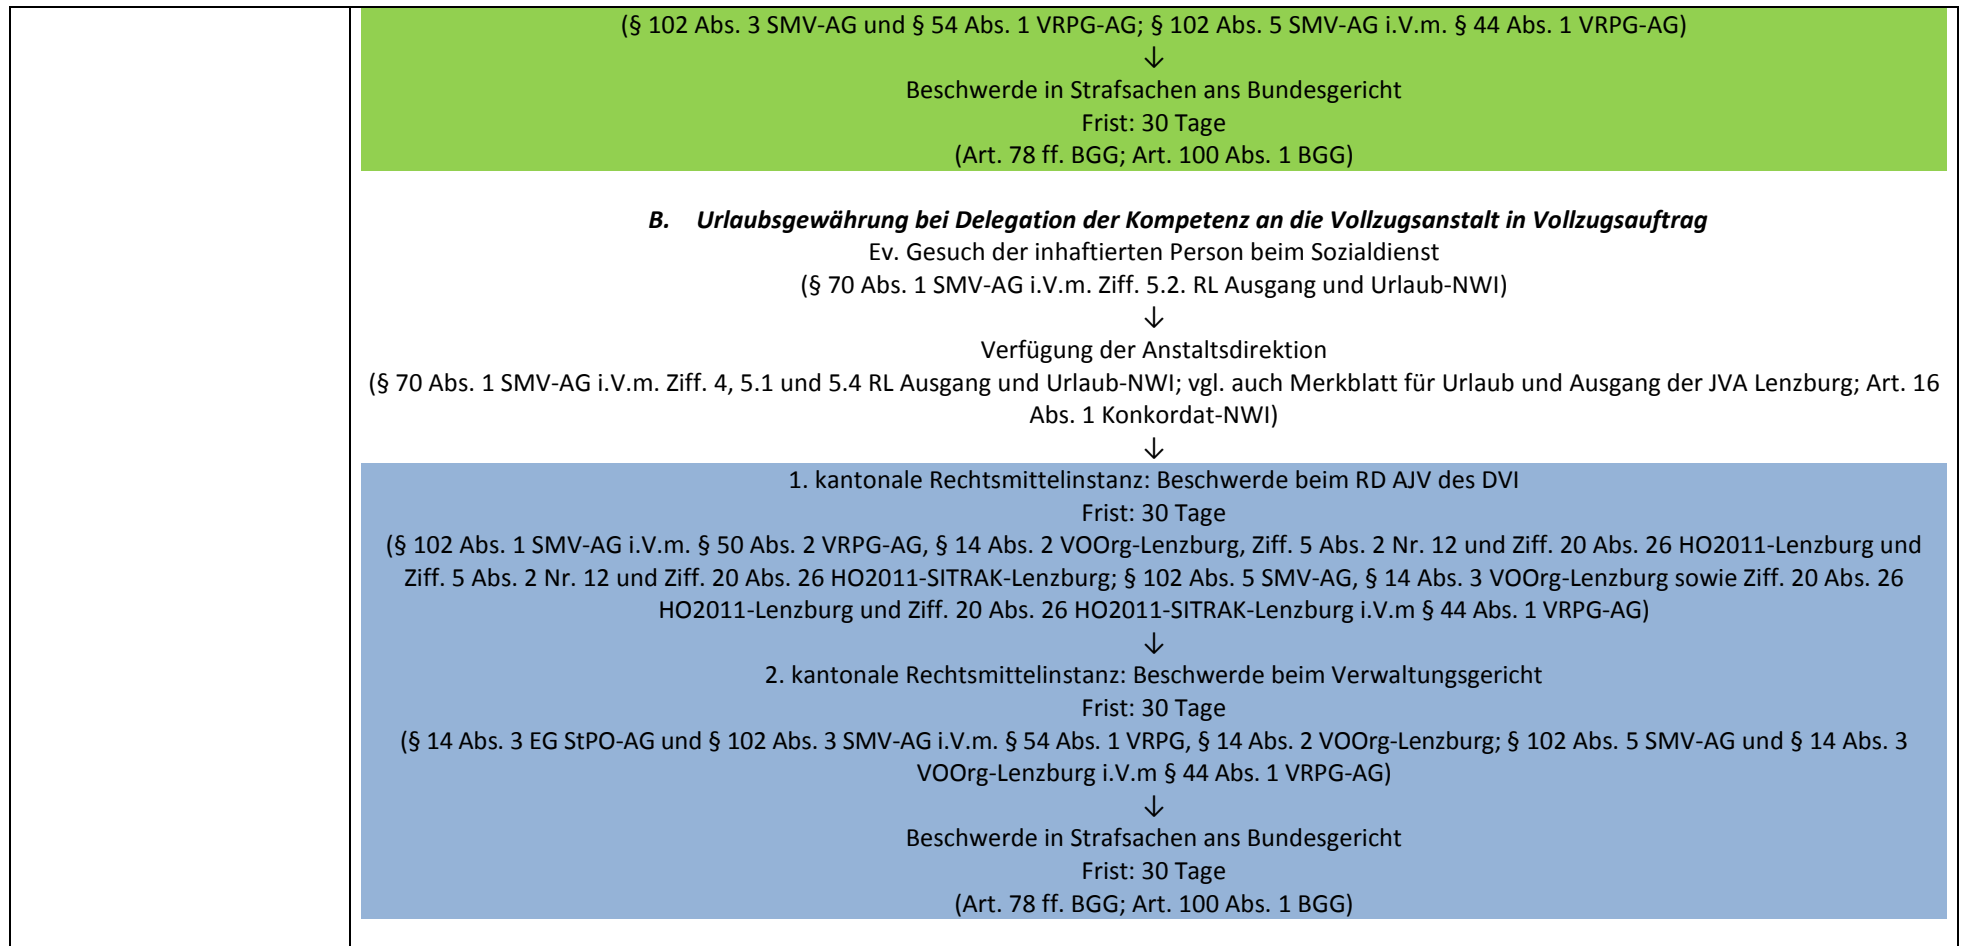 (§ 102 Abs. 3 SMV-AG und § 54 Abs. 1 VRPG-AG; § 102 Abs. 5 SMV-AG i.V.m. § 44 Abs. 1 VRPG-AG)
↓
Beschwerde in Strafsachen ans Bundesgericht
Frist: 30 Tage
(Art. 78 ff. BGG; Art. 100 Abs. 1 BGG)
B. Urlaubsgewährung bei Delegation der Kompetenz an die Vollzugsanstalt in Vollzugsauftrag
Ev. Gesuch der inhaftierten Person beim Sozialdienst
(§ 70 Abs. 1 SMV-AG i.V.m. Ziff. 5.2. RL Ausgang und Urlaub-NWI)
↓
Verfügung der Anstaltsdirektion
(§ 70 Abs. 1 SMV-AG i.V.m. Ziff. 4, 5.1 und 5.4 RL Ausgang und Urlaub-NWI; vgl. auch Merkblatt für Urlaub und Ausgang der JVA Lenzburg; Art. 16
Abs. 1 Konkordat-NWI)
↓
1. kantonale Rechtsmittelinstanz: Beschwerde beim RD AJV des DVI
Frist: 30 Tage
(§ 102 Abs. 1 SMV-AG i.V.m. § 50 Abs. 2 VRPG-AG, § 14 Abs. 2 VOOrg-Lenzburg, Ziff. 5 Abs. 2 Nr. 12 und Ziff. 20 Abs. 26 HO2011-Lenzburg und
Ziff. 5 Abs. 2 Nr. 12 und Ziff. 20 Abs. 26 HO2011-SITRAK-Lenzburg; § 102 Abs. 5 SMV-AG, § 14 Abs. 3 VOOrg-Lenzburg sowie Ziff. 20 Abs. 26
HO2011-Lenzburg und Ziff. 20 Abs. 26 HO2011-SITRAK-Lenzburg i.V.m § 44 Abs. 1 VRPG-AG)
↓
2. kantonale Rechtsmittelinstanz: Beschwerde beim Verwaltungsgericht
Frist: 30 Tage
(§ 14 Abs. 3 EG StPO-AG und § 102 Abs. 3 SMV-AG i.V.m. § 54 Abs. 1 VRPG, § 14 Abs. 2 VOOrg-Lenzburg; § 102 Abs. 5 SMV-AG und § 14 Abs. 3
VOOrg-Lenzburg i.V.m § 44 Abs. 1 VRPG-AG)
↓
Beschwerde in Strafsachen ans Bundesgericht
Frist: 30 Tage
(Art. 78 ff. BGG; Art. 100 Abs. 1 BGG)